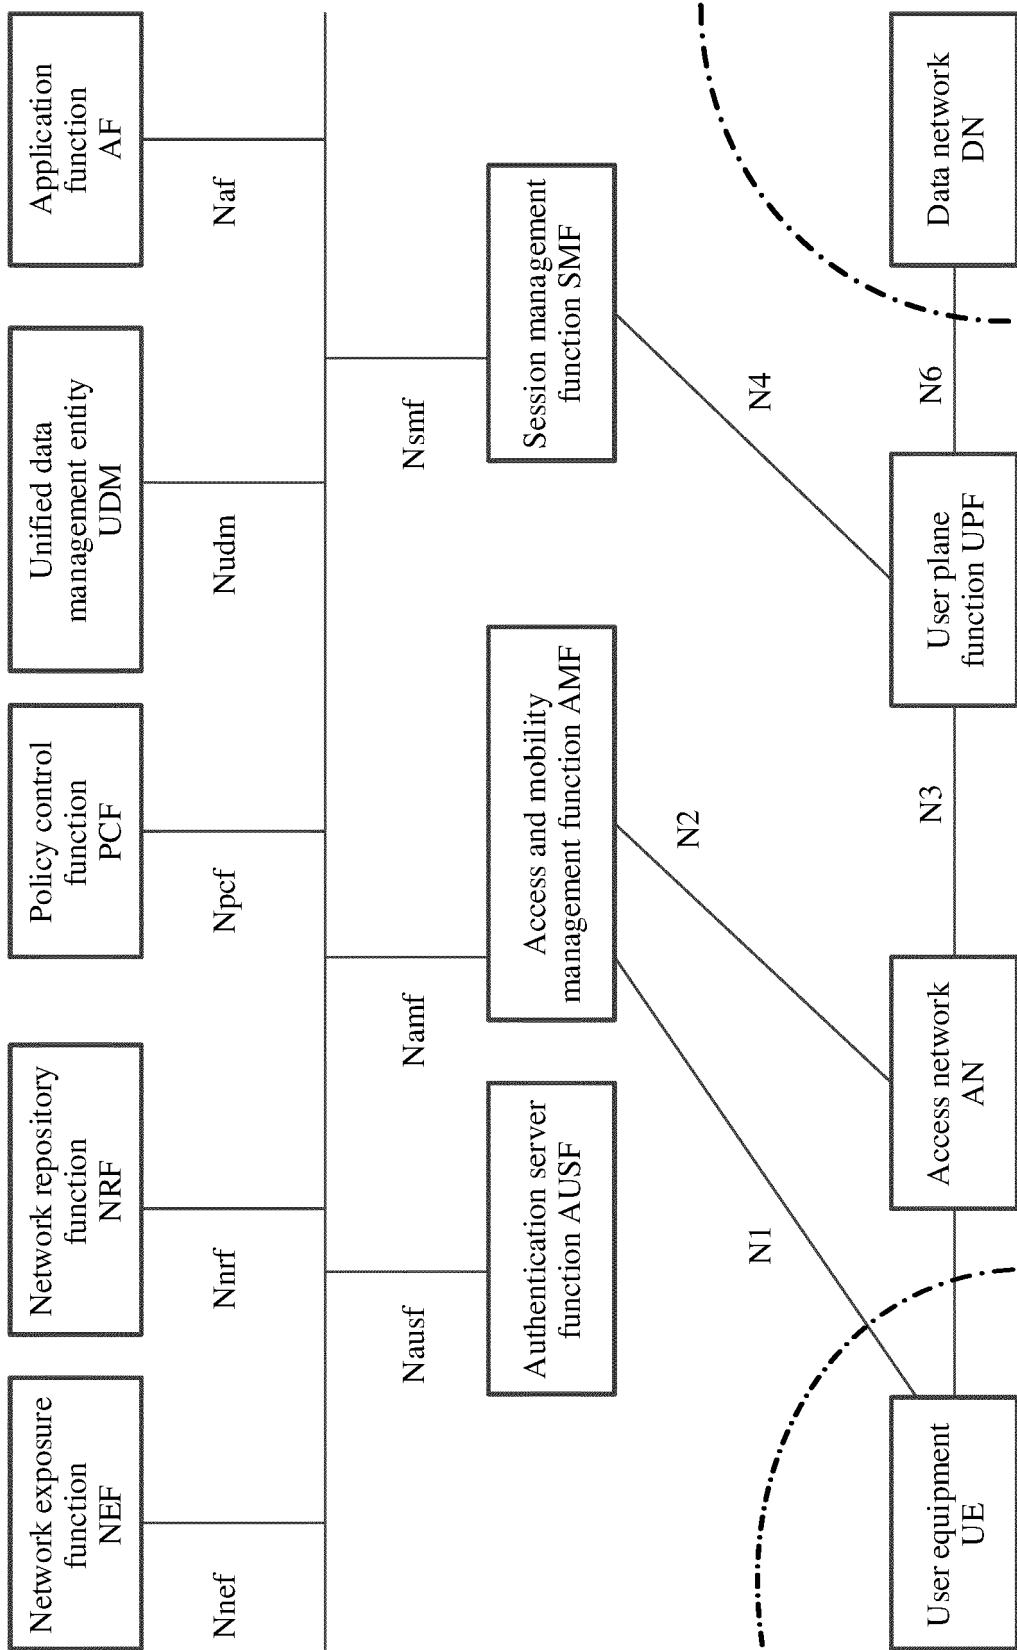 Network exposure
function
NEF
Network repository
function
NRF
Policy control
function
PCF
Unified data
management entity
UDM
Application
function
AF
Nnef
Nnrf
Npcf
Nudm
Naf
Nausf
Namf
Nsmf
Authentication server
function AUSF
Access and mobility
management function AMF
Session management
function SMF
N1
N2
N4
User equipment
UE
Access network
AN
N3
User plane
function UPF
N6
Data network
DN